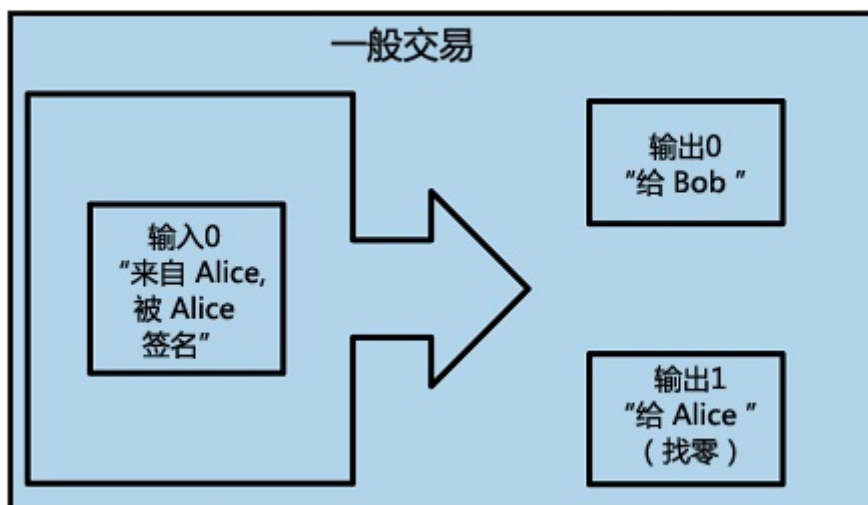 一般交易
输入0
“来自 Alice,
被 Alice
签名”
输出0
“给 Bob ”
输出1
“给 Alice ”
（找零）